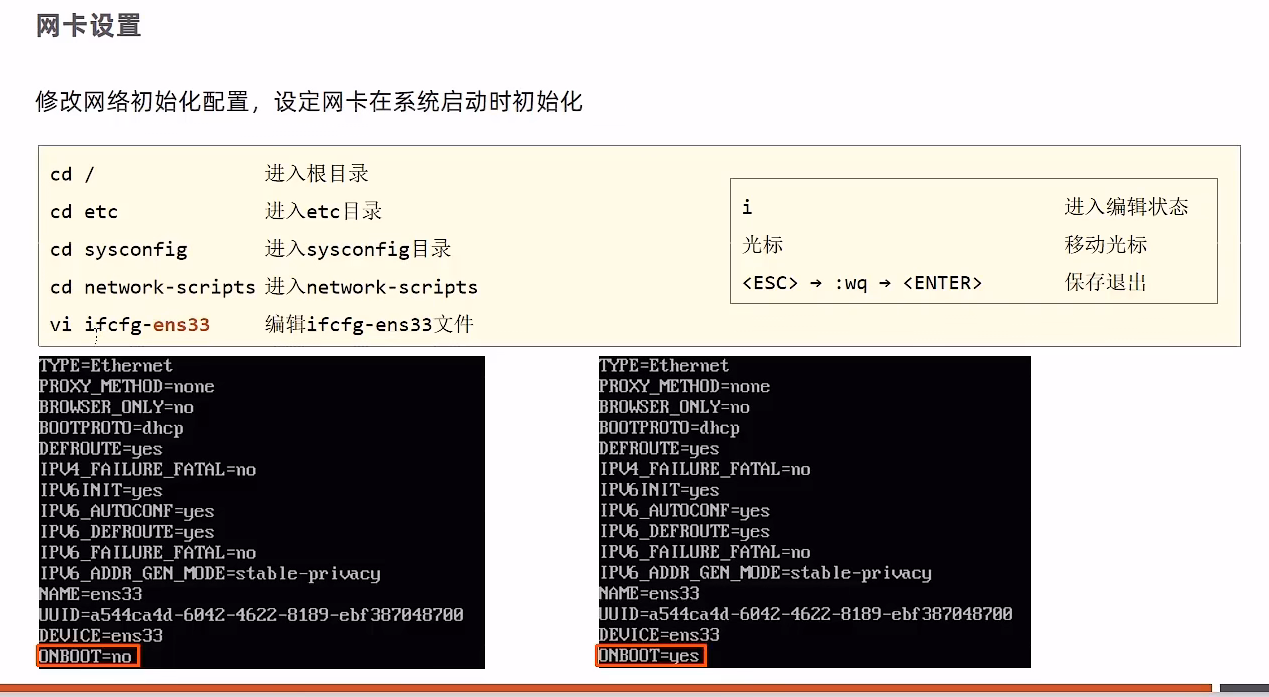 网卡设置
修改网络初始化配置，设定网卡在系统启动时初始化
cd / 进入根目录
cd etc 进入etc目录
cd sysconfig 进入sysconfig目录
cd network-scripts 进入network-scripts
vi ifcfg-ens33 编辑ifcfg-ens33文件
i 进入编辑状态
光标 移动光标
<ESC> → :wq → <ENTER> 保存退出
TYPE=Ethernet
PROXY_METHOD=none
BROWSER_ONLY=no
BOOTPROTO=dhcp
DEFROUTE=yes
IPV4_FAILURE_FATAL=no
IPV6INIT=yes
IPV6_AUTOCONF=yes
IPV6_DEFROUTE=yes
IPV6_FAILURE_FATAL=no
IPV6_ADDR_GEN_MODE=stable-privacy
NAME=ens33
UUID=a544ca4d-6042-4622-8189-ebf387048700
DEVICE=ens33
ONBOOT=no
TYPE=Ethernet
PROXY_METHOD=none
BROWSER_ONLY=no
BOOTPROTO=dhcp
DEFROUTE=yes
IPV4_FAILURE_FATAL=no
IPV6INIT=yes
IPV6_AUTOCONF=yes
IPV6_DEFROUTE=yes
IPV6_FAILURE_FATAL=no
IPV6_ADDR_GEN_MODE=stable-privacy
NAME=ens33
UUID=a544ca4d-6042-4622-8189-ebf387048700
DEVICE=ens33
ONBOOT=yes